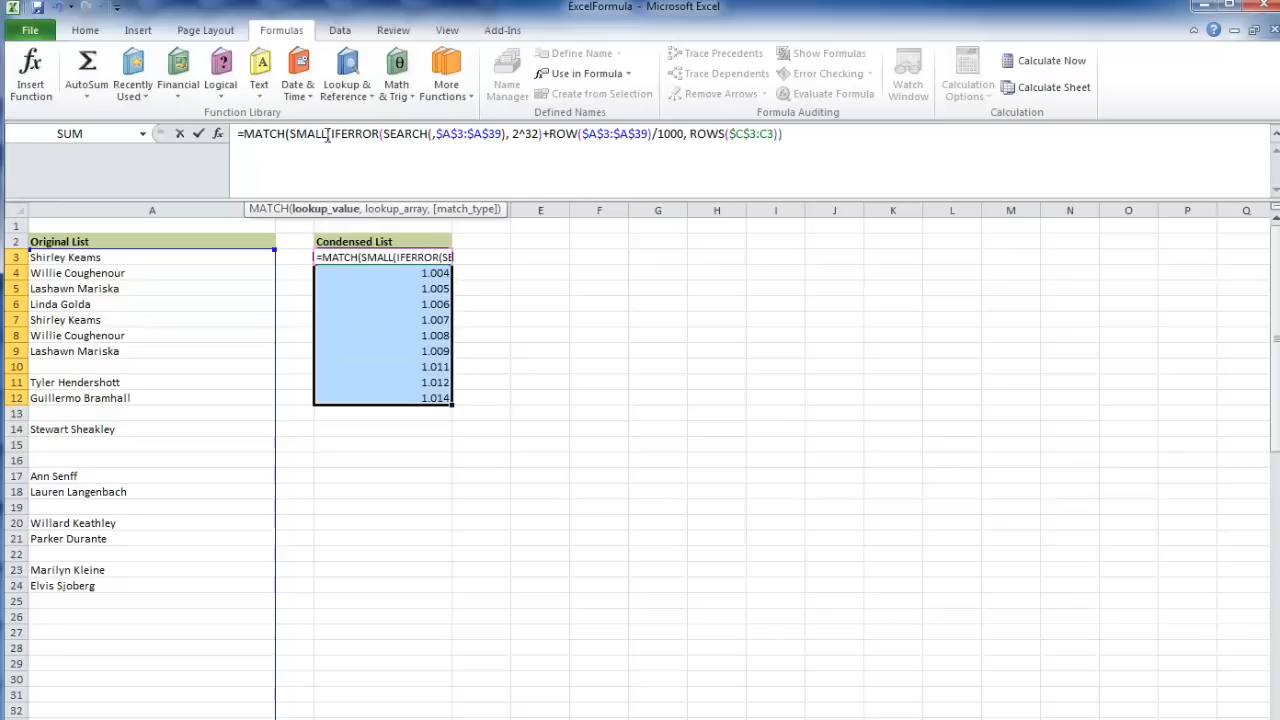 ExcelFormula - Microsoft Excel
File Home Insert Page Layout Formulas Data Review View Add-Ins
Insert Function
AutoSum
Recently Used
Financial
Logical
Text
Date & Time
Lookup & Reference
Math & Trig
More Functions
Function Library
Name Manager
Define Name
Use in Formula
Create from Selection
Defined Names
Trace Precedents
Trace Dependents
Remove Arrows
Show Formulas
Error Checking
Evaluate Formula
Formula Auditing
Watch Window
Calculation Options
Calculate Now
Calculate Sheet
Calculation
SUM fx =MATCH(SMALL(IFERROR(SEARCH(,$A$3:$A$39), 2^32)+ROW($A$3:$A$39)/1000, ROWS($C$3:C3))
MATCH(lookup_value, lookup_array, [match_type])
A E F G H I J K L M N O P Q
1
2 Original List Condensed List
3 Shirley Keams =MATCH(SMALL(IFERROR(SE
4 Willie Coughenour 1.004
5 Lashawn Mariska 1.005
6 Linda Golda 1.006
7 Shirley Keams 1.007
8 Willie Coughenour 1.008
9 Lashawn Mariska 1.009
10 1.011
11 Tyler Hendershott 1.012
12 Guillermo Bramhall 1.014
13
14 Stewart Sheakley
15
16
17 Ann Senff
18 Lauren Langenbach
19
20 Willard Keathley
21 Parker Durante
22
23 Marilyn Kleine
24 Elvis Sjoberg
25
26
27
28
29
30
31
32